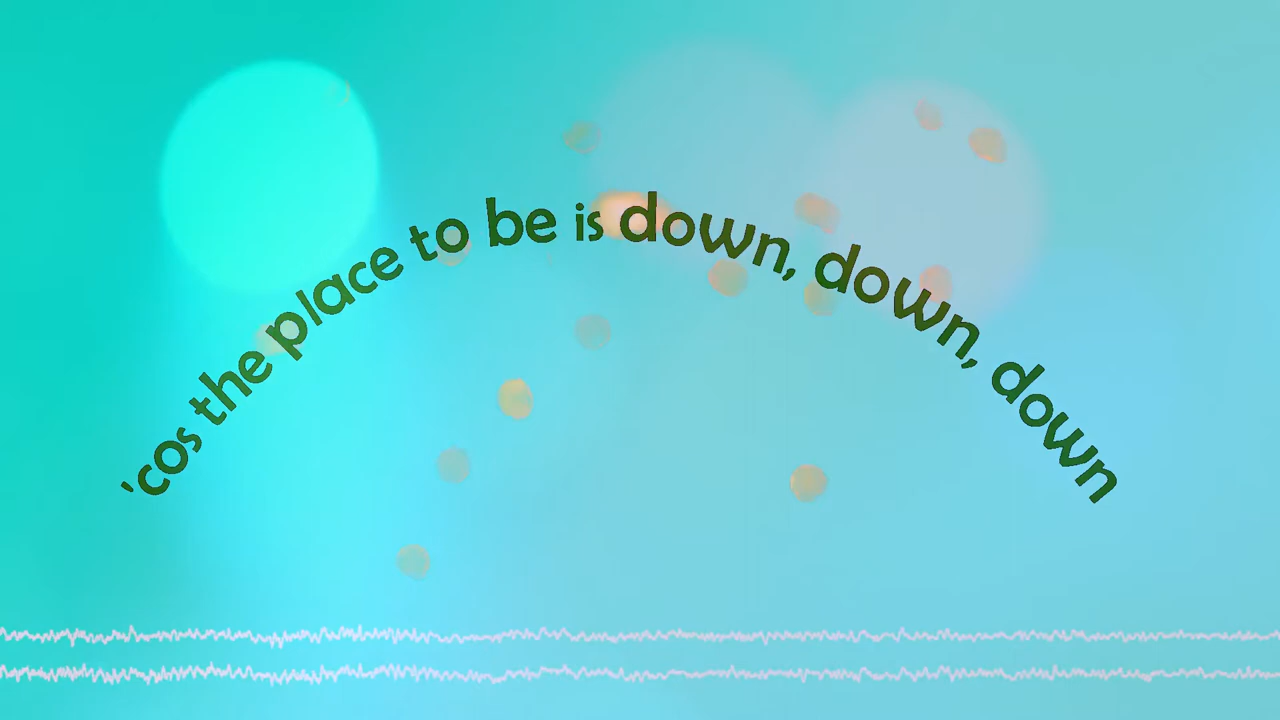 'cos the place to be is down, down, down